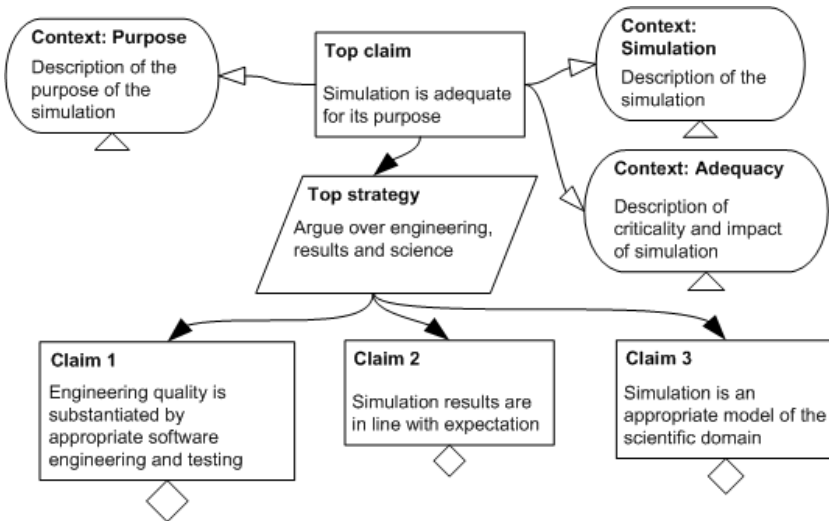 Context: Purpose
Description of the
purpose of the
simulation
Top claim
Simulation is adequate
for its purpose
Context:
Simulation
Description of the
simulation
Context: Adequacy
Description of
criticality and impact
of simulation
Top strategy
Argue over engineering,
results and science
Claim 1
Engineering quality is
substantiated by
appropriate software
engineering and testing
Claim 2
Simulation results are
in line with expectation
Claim 3
Simulation is an
appropriate model of the
scientific domain